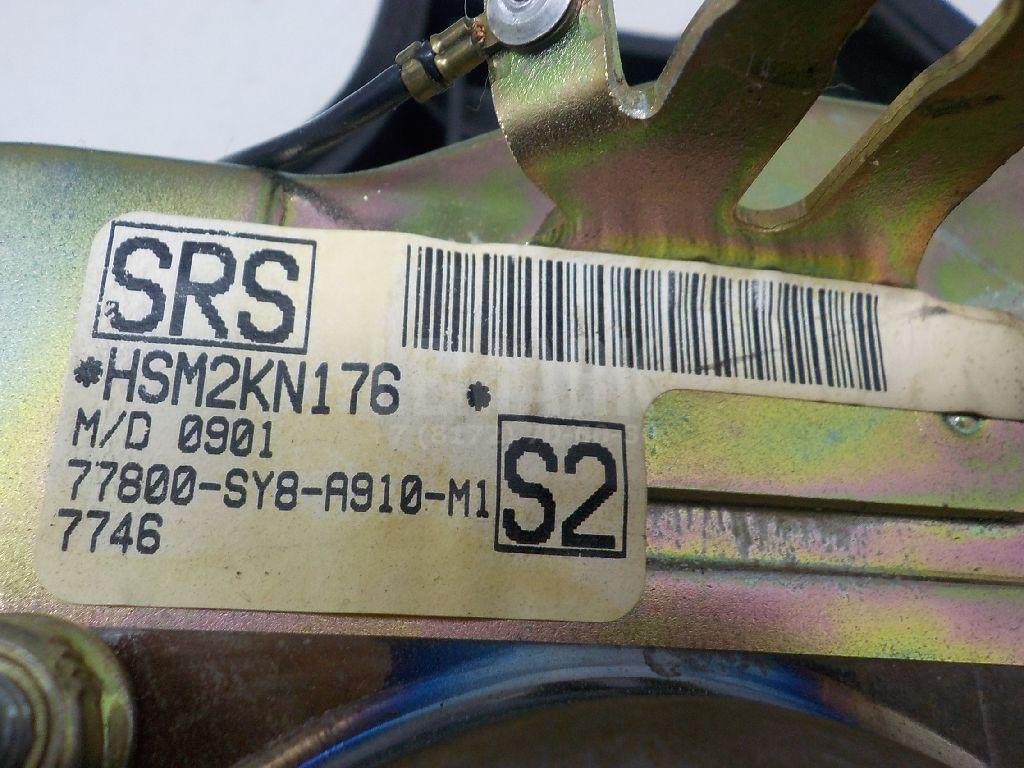 SRS
*HSM2KN176 *
M/D 0901
77800-SY8-A910-M1
S2
7746